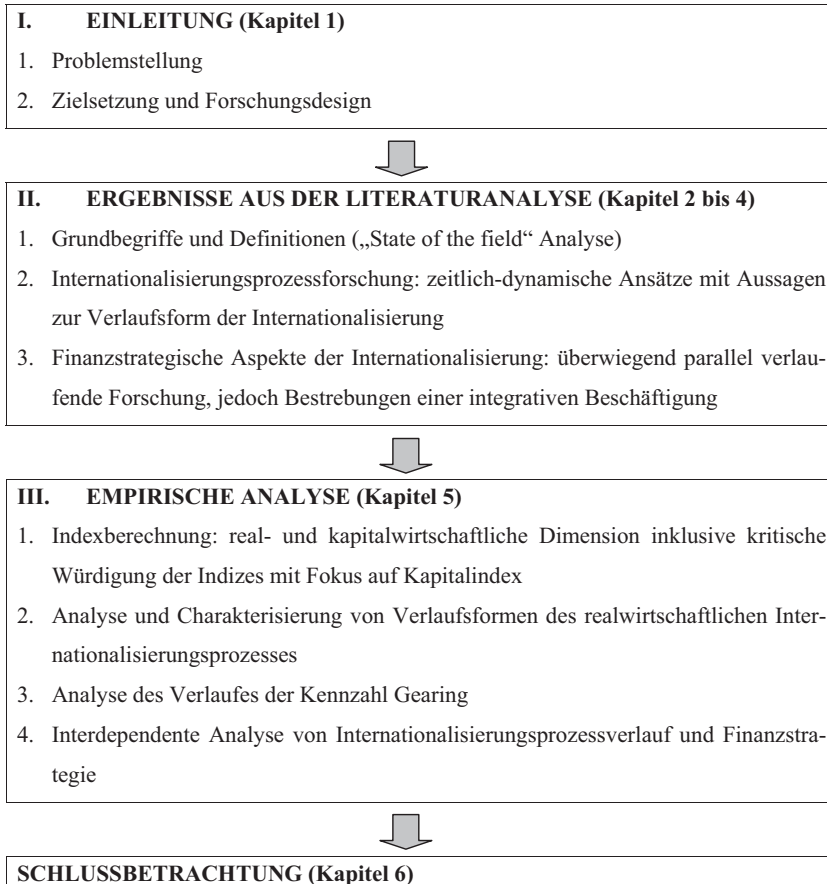 I. EINLEITUNG (Kapitel 1)
1. Problemstellung
2. Zielsetzung und Forschungsdesign
II. ERGEBNISSE AUS DER LITERATURANALYSE (Kapitel 2 bis 4)
1. Grundbegriffe und Definitionen („State of the field“ Analyse)
2. Internationalisierungsprozessforschung: zeitlich-dynamische Ansätze mit Aussagen
zur Verlaufsform der Internationalisierung
3. Finanzstrategische Aspekte der Internationalisierung: überwiegend parallel verlau-
fende Forschung, jedoch Bestrebungen einer integrativen Beschäftigung
III. EMPIRISCHE ANALYSE (Kapitel 5)
1. Indexberechnung: real- und kapitalwirtschaftliche Dimension inklusive kritische
Würdigung der Indizes mit Fokus auf Kapitalindex
2. Analyse und Charakterisierung von Verlaufsformen des realwirtschaftlichen Inter-
nationalisierungsprozesses
3. Analyse des Verlaufes der Kennzahl Gearing
4. Interdependente Analyse von Internationalisierungsprozessverlauf und Finanzstra-
tegie
SCHLUSSBETRACHTUNG (Kapitel 6)